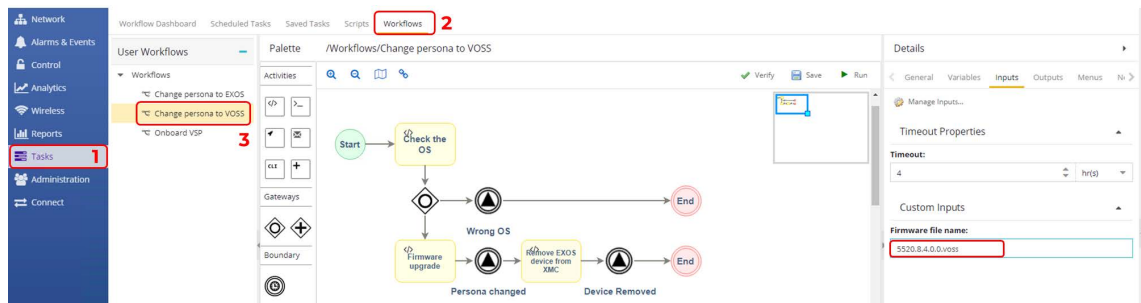 Network
Alarms & Events
Control
Analytics
Wireless
Reports
Tasks
1
Administration
Connect
Workflow Dashboard Scheduled Tasks Saved Tasks Scripts Workflows 2
User Workflows
Workflows
Change persona to EXOS
Change persona to VOSS
3
Onboard VSP
Palette
Activities
CLI
Gateways
Boundary
/Workflows/Change persona to VOSS
Verify Save Run
Start
Check the
OS
End
Wrong OS
Firmware
upgrade
Remove EXOS
device from
XMC
End
Persona changed
Device Removed
Details
General Variables Inputs Outputs Menus
Manage Inputs...
Timeout Properties
Timeout:
4 hr(s)
Custom Inputs
Firmware file name:
5520.8.4.0.0.voss